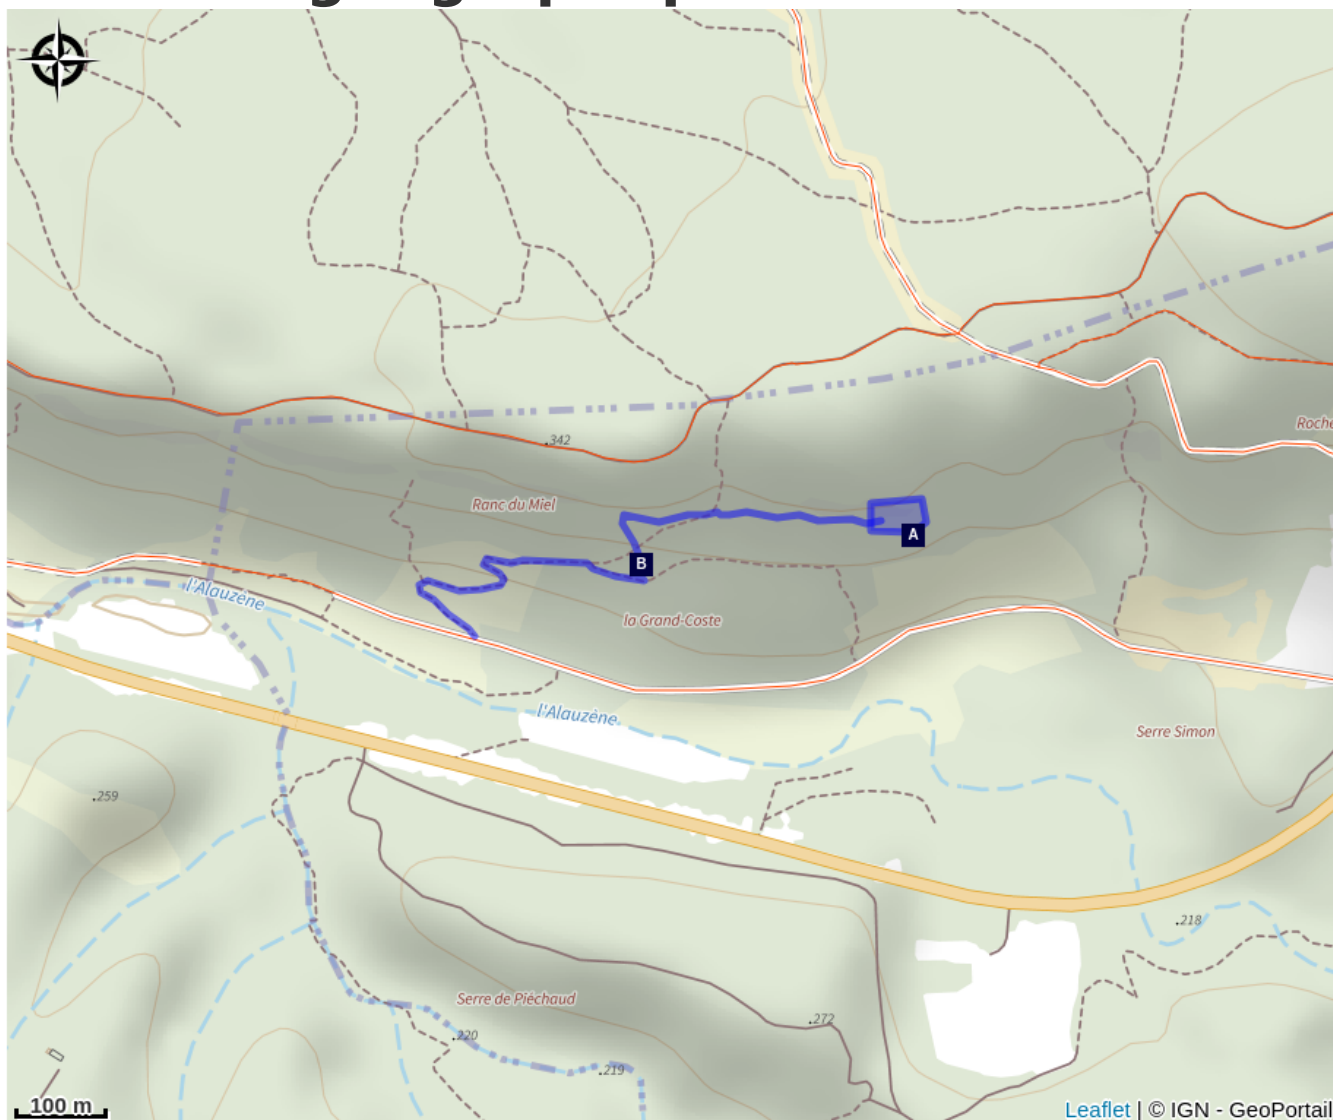 .342
Roche
Ranc du Miel
A
B
l'Alauzène
la Grand-Coste
l'Alauzène
Serre Simon
.259
.218
Serre de Pièchaud
.272
.220
.219
100 m
Leaflet | © IGN - GeoPortail